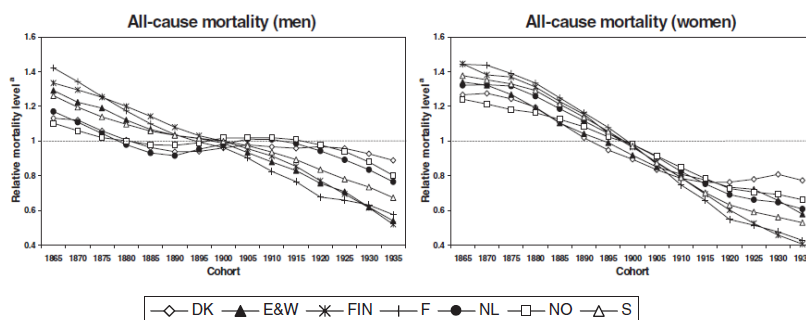 All-cause mortality (men)
Relative mortality level a
1.6
1.4
1.2
1
0.8
0.6
0.4
1865 1870 1875 1880 1885 1890 1895 1900 1905 1910 1915 1920 1925 1930 1935
Cohort
All-cause mortality (women)
Relative mortality level a
1.6
1.4
1.2
1
0.8
0.6
0.4
1865 1870 1875 1880 1885 1890 1895 1900 1905 1910 1915 1920 1925 1930 193
Cohort
DK E&W FIN F NL NO S